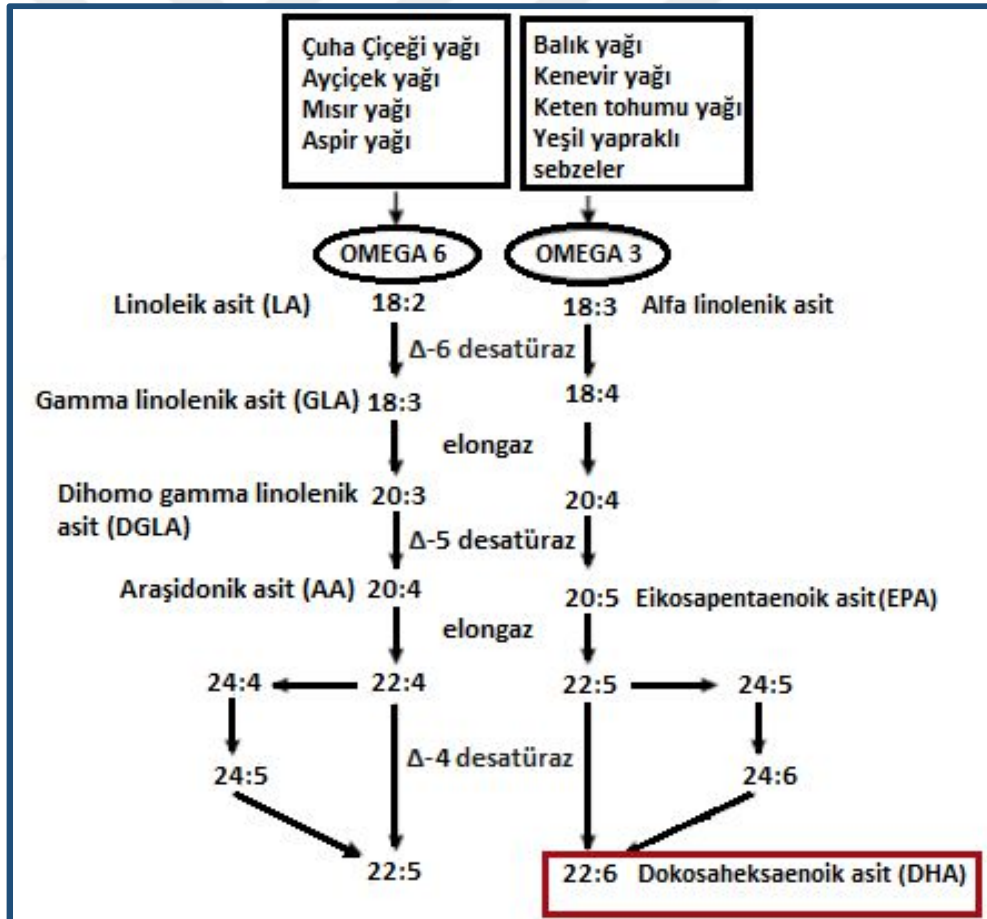 Çuha Çiçeği yağı
Ayçiçek yağı
Mısır yağı
Aspir yağı
Balık yağı
Kenevir yağı
Keten tohumu yağı
Yeşil yapraklı
sebzeler
OMEGA 6
OMEGA 3
Linoleik asit (LA) 18:2
18:3 Alfa linolenik asit
Δ-6 desatüraz
Gamma linolenik asit (GLA) 18:3
18:4
elongaz
Dihomo gamma linolenik
asit (DGLA)
20:3
20:4
Δ-5 desatüraz
Araşidonik asit (AA) 20:4
20:5 Eikosapentaenoik asit(EPA)
elongaz
24:4 22:4 22:5 24:5
Δ-4 desatüraz
24:5 24:6
22:5
22:6 Dokosaheksaenoik asit (DHA)